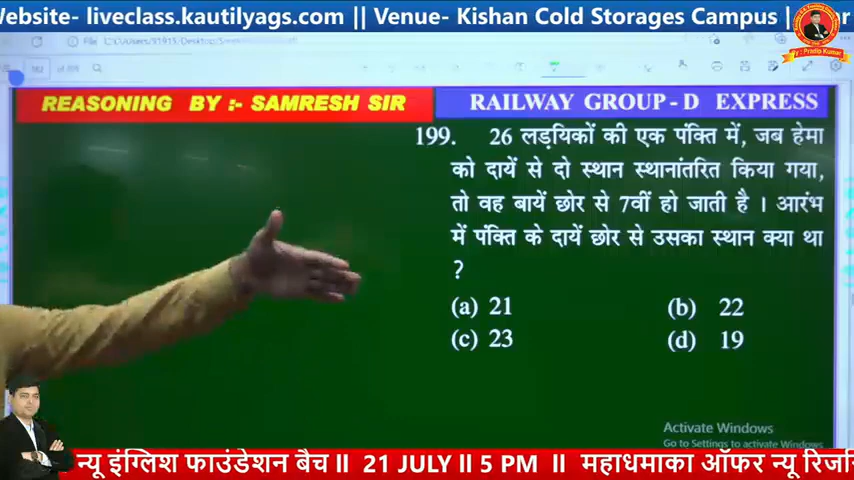 Website- liveclass.kautilyags.com || Venue- Kishan Cold Storages Campus |
File
REASONING BY :- SAMRESH SIR
RAILWAY GROUP - D EXPRESS
199. 26 लड़यिकों की एक पंक्ति में, जब हेमा
को दायें से दो स्थान स्थानांतरित किया गया,
तो वह बायें छोर से 7वीं हो जाती है । आरंभ
में पंक्ति के दायें छोर से उसका स्थान क्या था
?
(a) 21 (b) 22
(c) 23 (d) 19
Activate Windows
Go to Settings to activate Windows
न्यू इंग्लिश फाउंडेशन बैच II 21 JULY II 5 PM II महाधमाका ऑफर न्यू